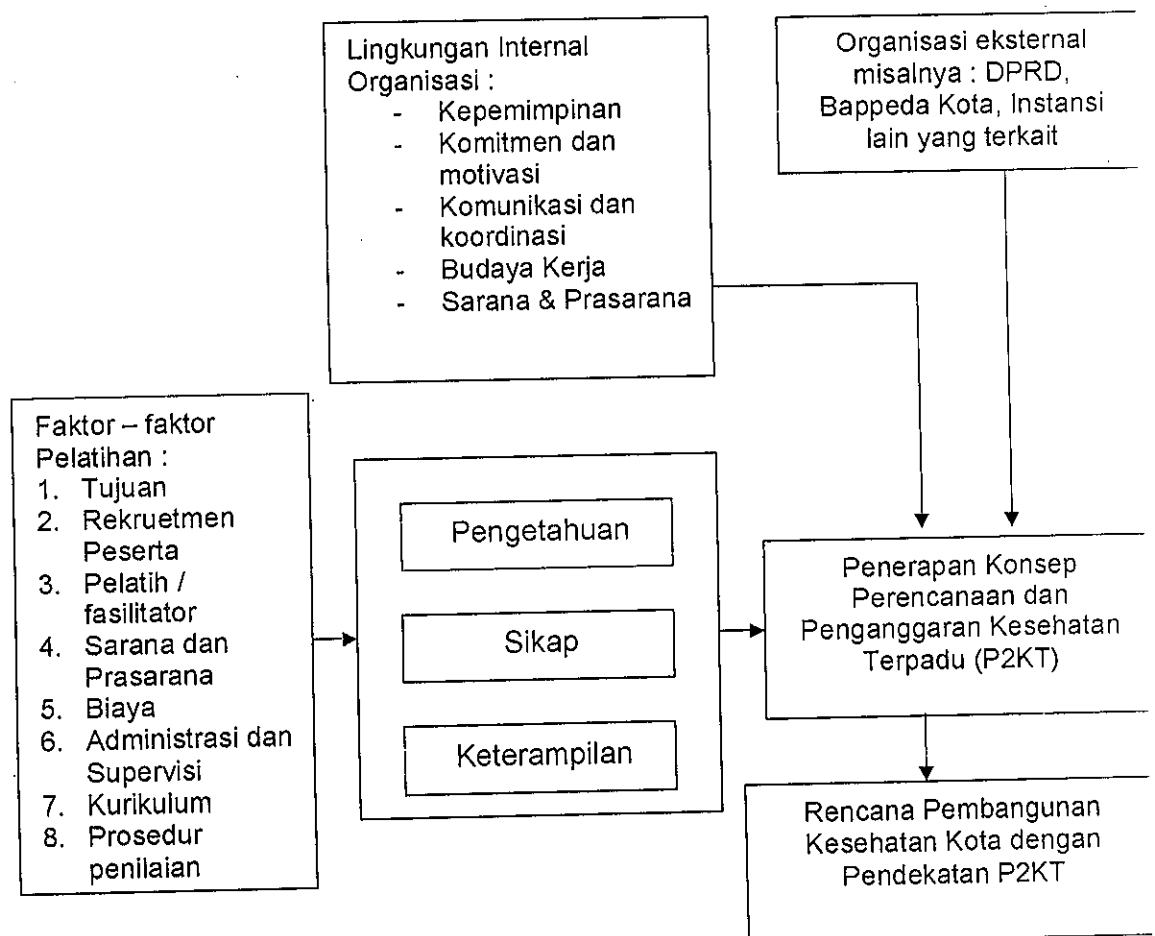 Lingkungan Internal
Organisasi :
- Kepemimpinan
- Komitmen dan
motivasi
- Komunikasi dan
koordinasi
- Budaya Kerja
- Sarana & Prasarana
Organisasi eksternal
misalnya : DPRD,
Bappeda Kota, Instansi
lain yang terkait
Faktor – faktor
Pelatihan :
1. Tujuan
2. Rekruetmen
Peserta
3. Pelatih /
fasilitator
4. Sarana dan
Prasarana
5. Biaya
6. Administrasi dan
Supervisi
7. Kurikulum
8. Prosedur
penilaian
Pengetahuan
Sikap
Keterampilan
Penerapan Konsep
Perencanaan dan
Penganggaran Kesehatan
Terpadu (P2KT)
Rencana Pembangunan
Kesehatan Kota dengan
Pendekatan P2KT